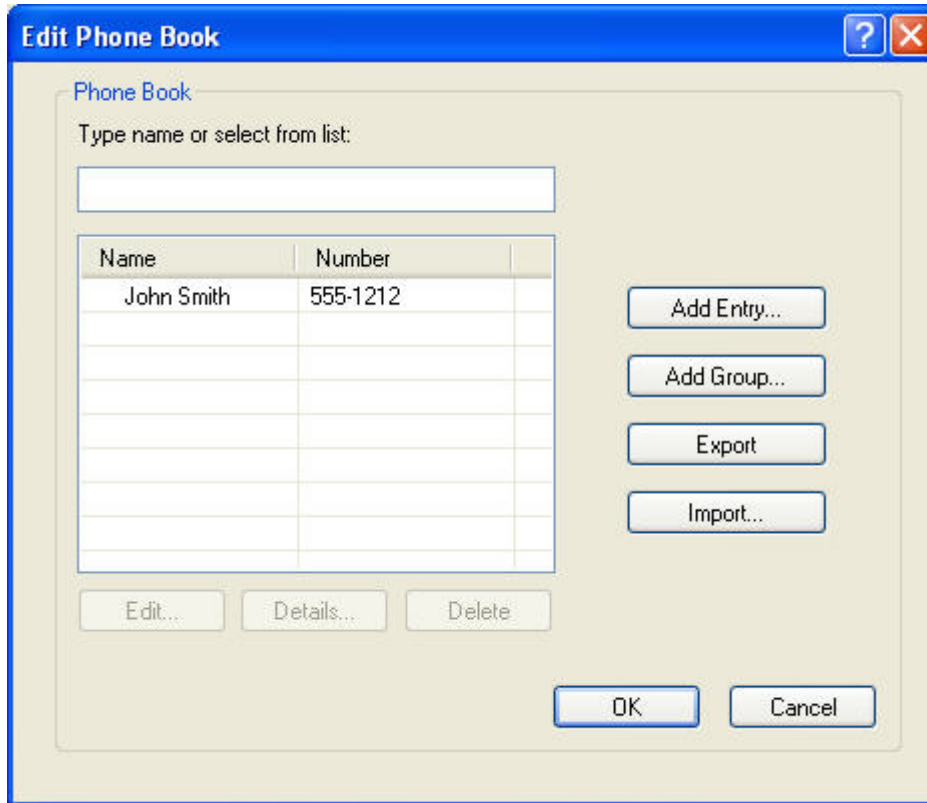 Edit Phone Book
?
Phone Book
Type name or select from list:
Name Number
John Smith 555-1212
Add Entry...
Add Group...
Export
Import...
Edit... Details... Delete
OK Cancel